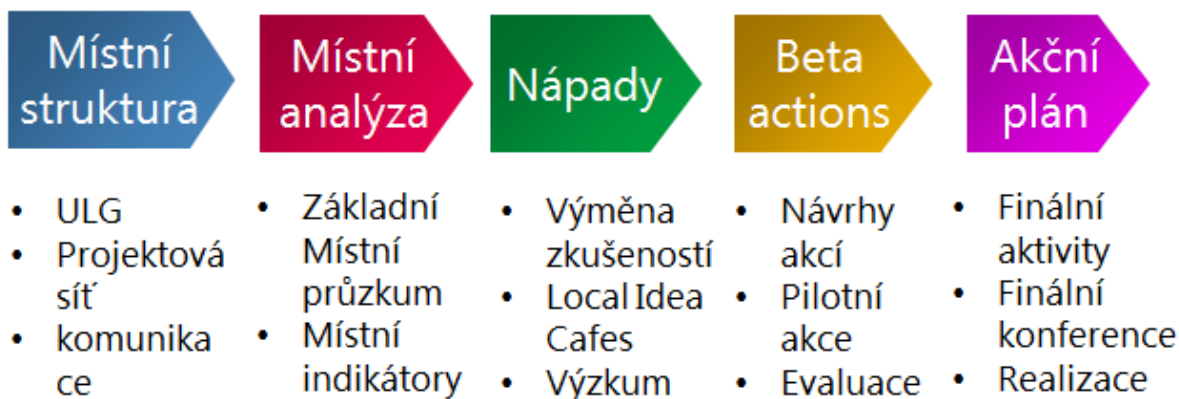 Místní
struktura
Místní
analýza
Nápady
Beta
actions
Akční
plán
• ULG
• Projektová
síť
• komunika
ce
• Základní
Místní
průzkum
• Místní
indikátory
• Výměna
zkušeností
• Local Idea
Cafes
• Výzkum
• Návrhy
akcí
• Pilotní
akce
• Evaluace
• Finální
aktivity
• Finální
konference
• Realizace